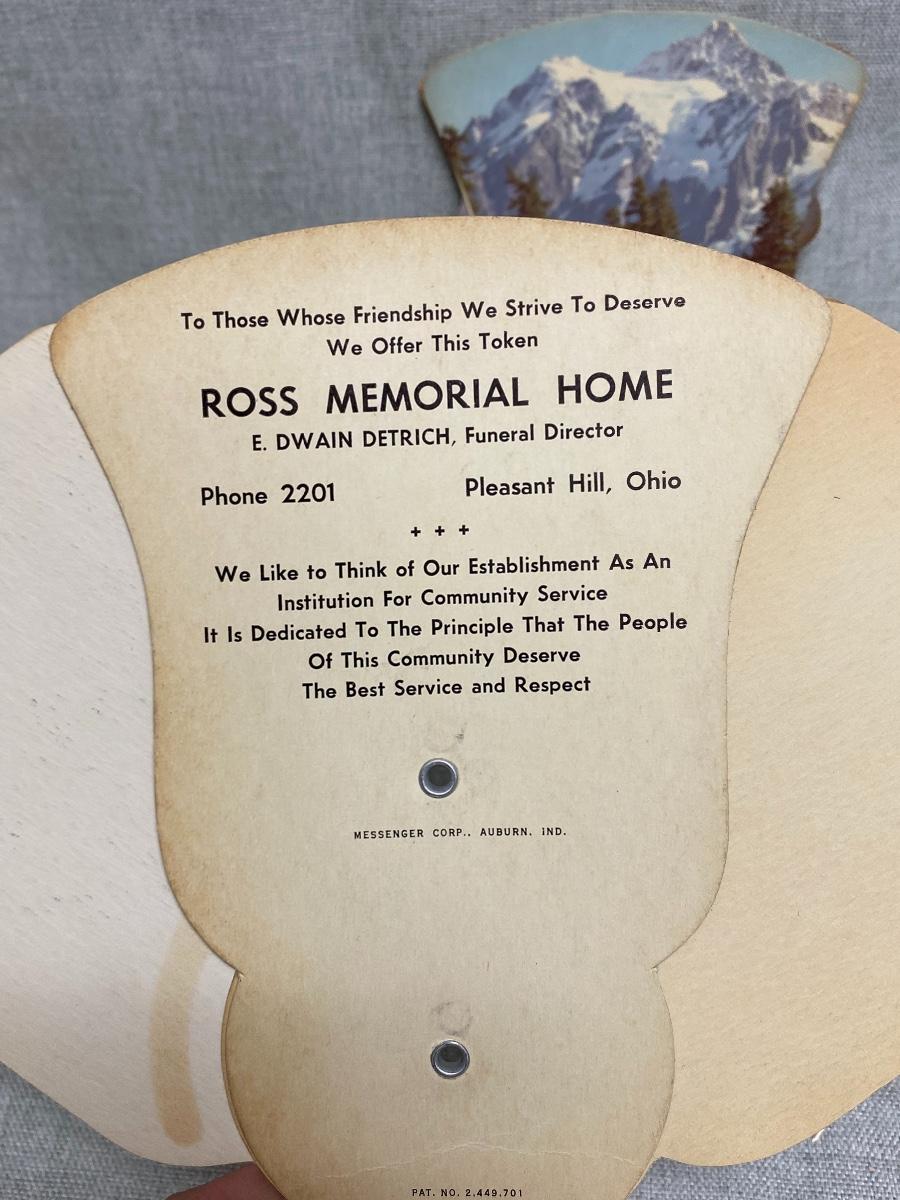 To Those Whose Friendship We Strive To Deserve
We Offer This Token
ROSS MEMORIAL HOME
E. DWAIN DETRICH, Funeral Director
Phone 2201 Pleasant Hill, Ohio
+ + +
We Like to Think of Our Establishment As An
Institution For Community Service
It Is Dedicated To The Principle That The People
Of This Community Deserve
The Best Service and Respect
MESSENGER CORP., AUBURN, IND.
PAT. NO. 2,449,701